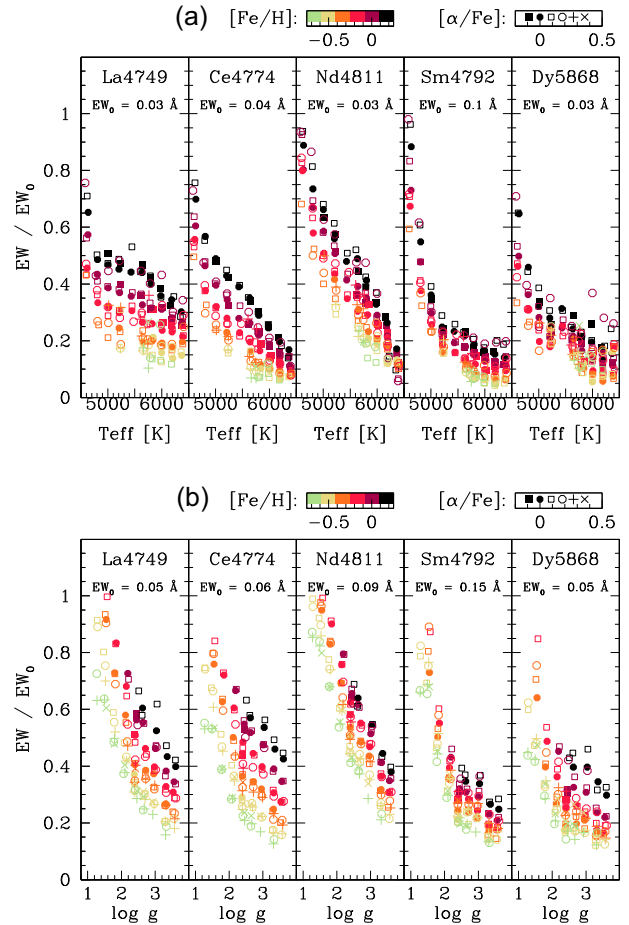 (a) [Fe/H]: [α/Fe]:
−0.5 0 0 0.5
La4749 Ce4774 Nd4811 Sm4792 Dy5868
EW₀ = 0.03 Å EW₀ = 0.04 Å EW₀ = 0.03 Å EW₀ = 0.1 Å EW₀ = 0.03 Å
1
0.8
0.6
0.4
0.2
0
EW / EW₀
5000 6000 5000 6000 5000 6000 5000 6000 5000 6000
Teff [K] Teff [K] Teff [K] Teff [K] Teff [K]
(b) [Fe/H]: [α/Fe]:
−0.5 0 0 0.5
La4749 Ce4774 Nd4811 Sm4792 Dy5868
EW₀ = 0.05 Å EW₀ = 0.06 Å EW₀ = 0.09 Å EW₀ = 0.15 Å EW₀ = 0.05 Å
1
0.8
0.6
0.4
0.2
0
EW / EW₀
1 2 3 1 2 3 1 2 3 1 2 3 1 2 3
log g log g log g log g log g